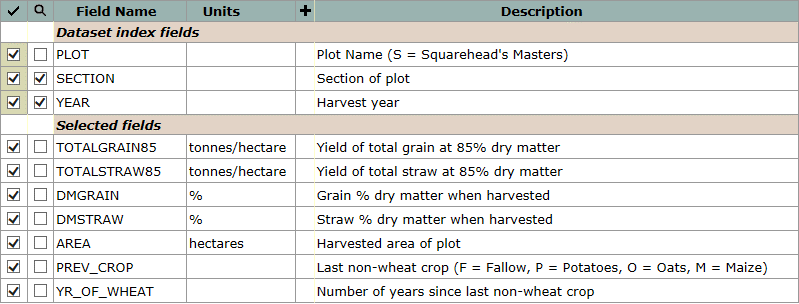 Field Name Units + Description
Dataset index fields
PLOT Plot Name (S = Squarehead's Masters)
SECTION Section of plot
YEAR Harvest year
Selected fields
TOTALGRAIN85 tonnes/hectare Yield of total grain at 85% dry matter
TOTALSTRAW85 tonnes/hectare Yield of total straw at 85% dry matter
DMGRAIN % Grain % dry matter when harvested
DMSTRAW % Straw % dry matter when harvested
AREA hectares Harvested area of plot
PREV_CROP Last non-wheat crop (F = Fallow, P = Potatoes, O = Oats, M = Maize)
YR_OF_WHEAT Number of years since last non-wheat crop